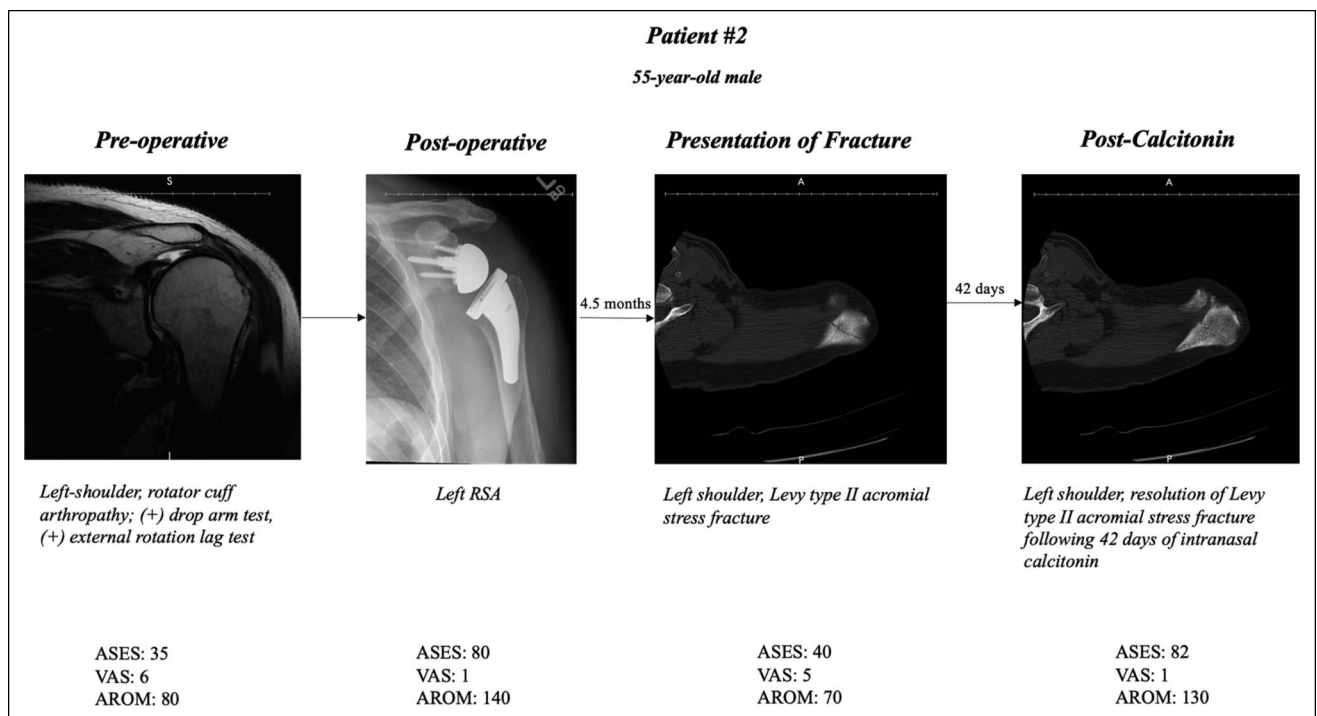 Patient #2
55-year-old male
Pre-operative
Post-operative
Presentation of Fracture
Post-Calcitonin
S
L
A
A
4.5 months
42 days
I
P
P
Left-shoulder, rotator cuff
arthropathy; (+) drop arm test,
(+) external rotation lag test
Left RSA
Left shoulder, Levy type II acromial
stress fracture
Left shoulder, resolution of Levy
type II acromial stress fracture
following 42 days of intranasal
calcitonin
ASES: 35
VAS: 6
AROM: 80
ASES: 80
VAS: 1
AROM: 140
ASES: 40
VAS: 5
AROM: 70
ASES: 82
VAS: 1
AROM: 130